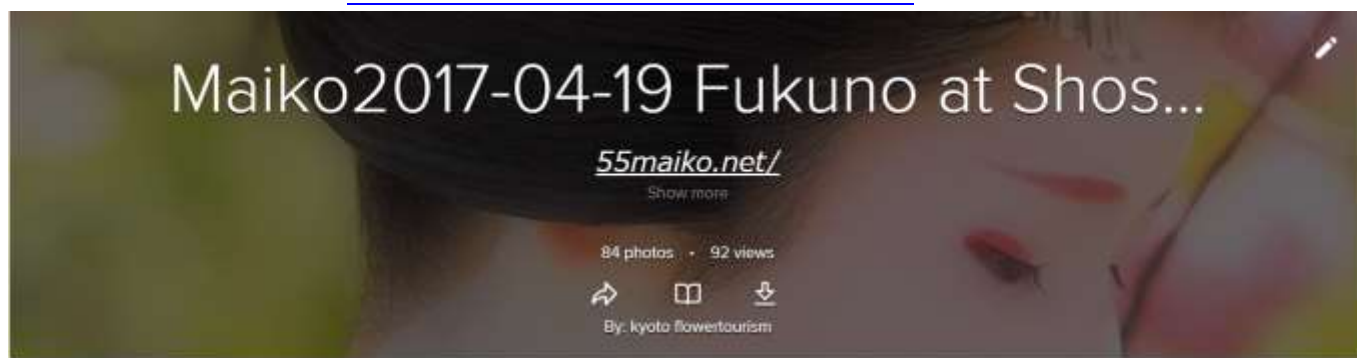 Maiko2017-04-19 Fukuno at Shos...
55maiko.net/
Show more
84 photos • 92 views
By: kyoto flowertourism